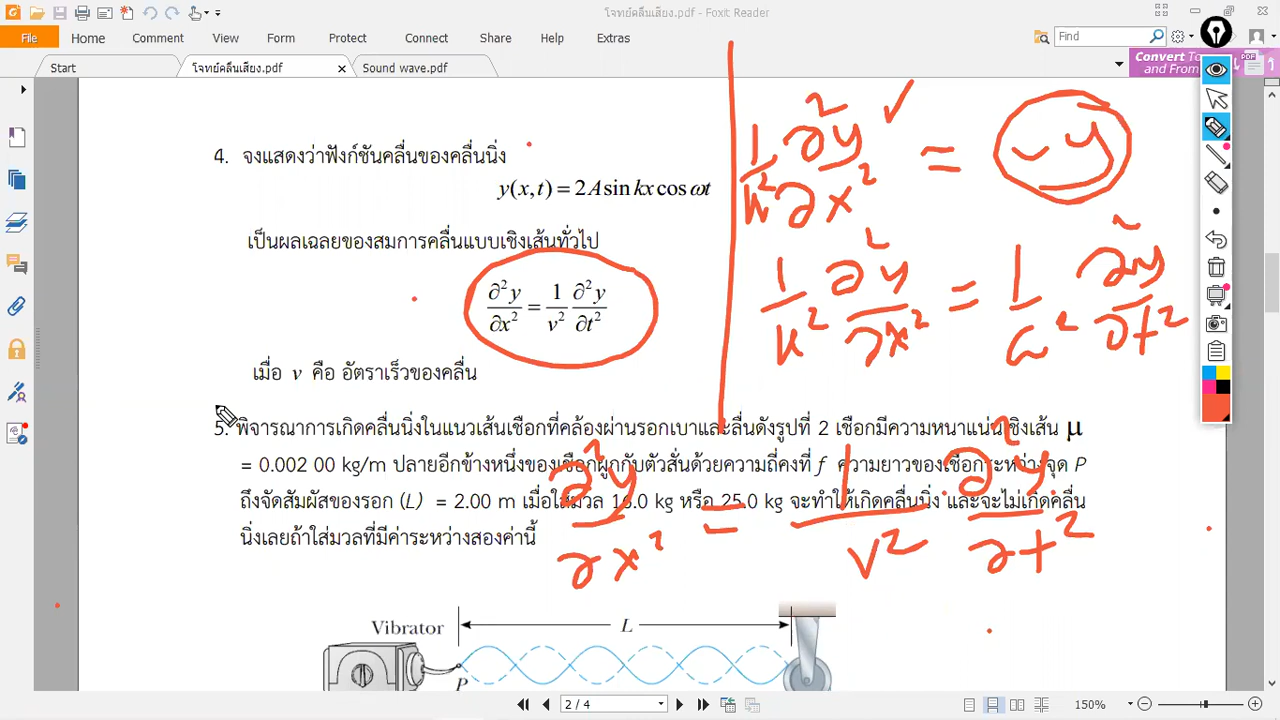 โจทย์คลื่นเสียง.pdf - Foxit Reader
File Home Comment View Form Protect Connect Share Help Extras Find
Start โจทย์คลื่นเสียง.pdf Sound wave.pdf Convert To and From PDF
4. จงแสดงว่าฟังก์ชันคลื่นของคลื่นนิ่ง
y(x,t) = 2A sin kx cos ωt
เป็นผลเฉลยของสมการคลื่นแบบเชิงเส้นทั่วไป
∂²y/∂x² = 1/v² ∂²y/∂t²
เมื่อ v คือ อัตราเร็วของคลื่น
1/k² ∂²y/∂x² ✓ = -y
1/k² ∂²y/∂x² = 1/ω² ∂²y/∂t²
5. พิจารณาการเกิดคลื่นนิ่งในแนวเส้นเชือกที่คล้องผ่านรอกเบาและลื่นดังรูปที่ 2 เชือกมีความหนาแน่นเชิงเส้น μ
= 0.002 00 kg/m ปลายอีกข้างหนึ่งของเชือกผูกกับตัวสั่นด้วยความถี่คงที่ f ความยาวของเชือกระหว่างจุด P
ถึงจุดสัมผัสของรอก (L) = 2.00 m เมื่อใส่มวล 16.0 kg หรือ 25.0 kg จะทำให้เกิดคลื่นนิ่ง และจะไม่เกิดคลื่น
นิ่งเลยถ้าใส่มวลที่มีค่าระหว่างสองค่านี้
∂²y/∂x² = 1/v² ∂²y/∂t²
Vibrator L
P
2 / 4 150%